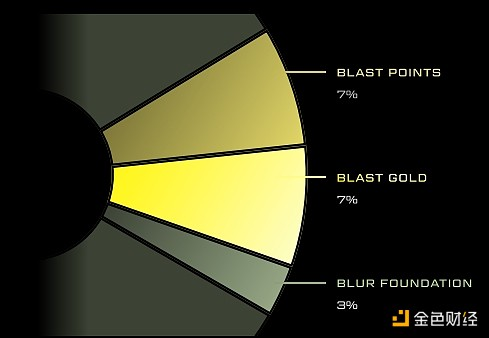 BLAST POINTS
7%
BLAST GOLD
7%
BLUR FOUNDATION
3%
金色财经